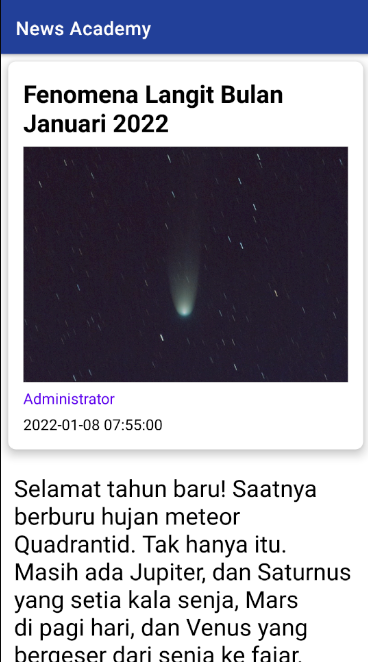 News Academy
Fenomena Langit Bulan
Januari 2022
Administrator
2022-01-08 07:55:00
Selamat tahun baru! Saatnya
berburu hujan meteor
Quadrantid. Tak hanya itu.
Masih ada Jupiter, dan Saturnus
yang setia kala senja, Mars
di pagi hari, dan Venus yang
bergeser dari senja ke fajar.